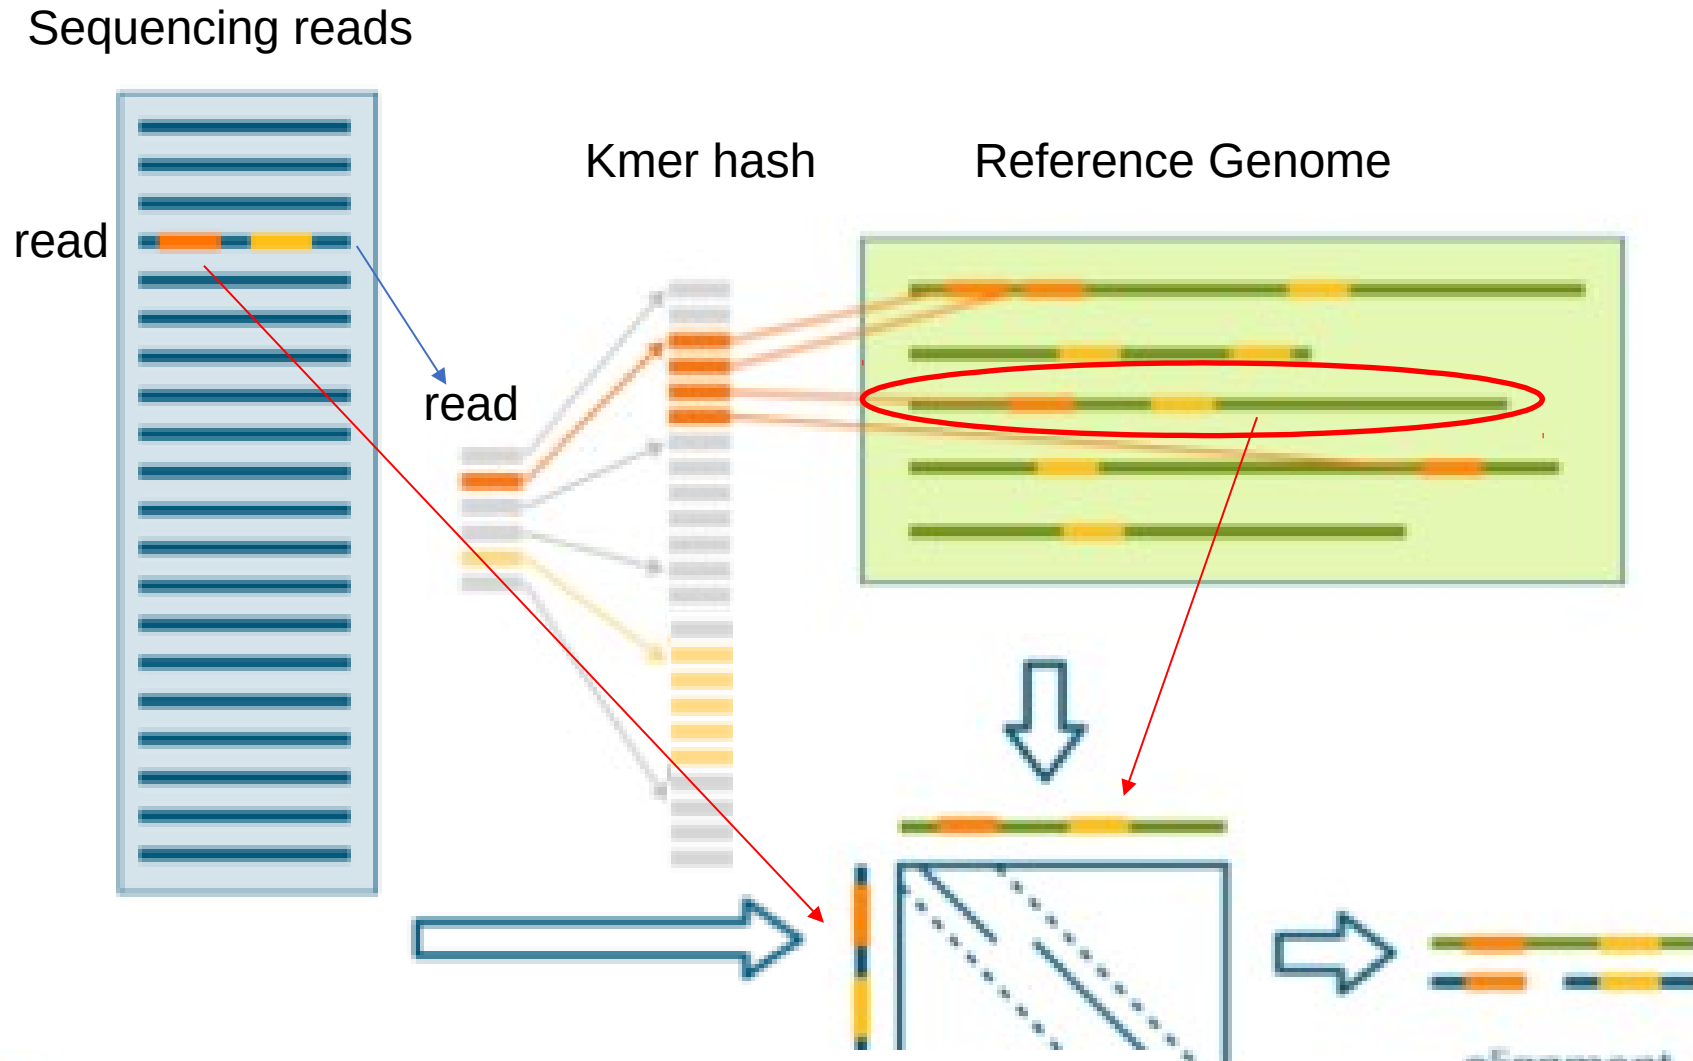 Sequencing reads
Kmer hash
Reference Genome
read
read